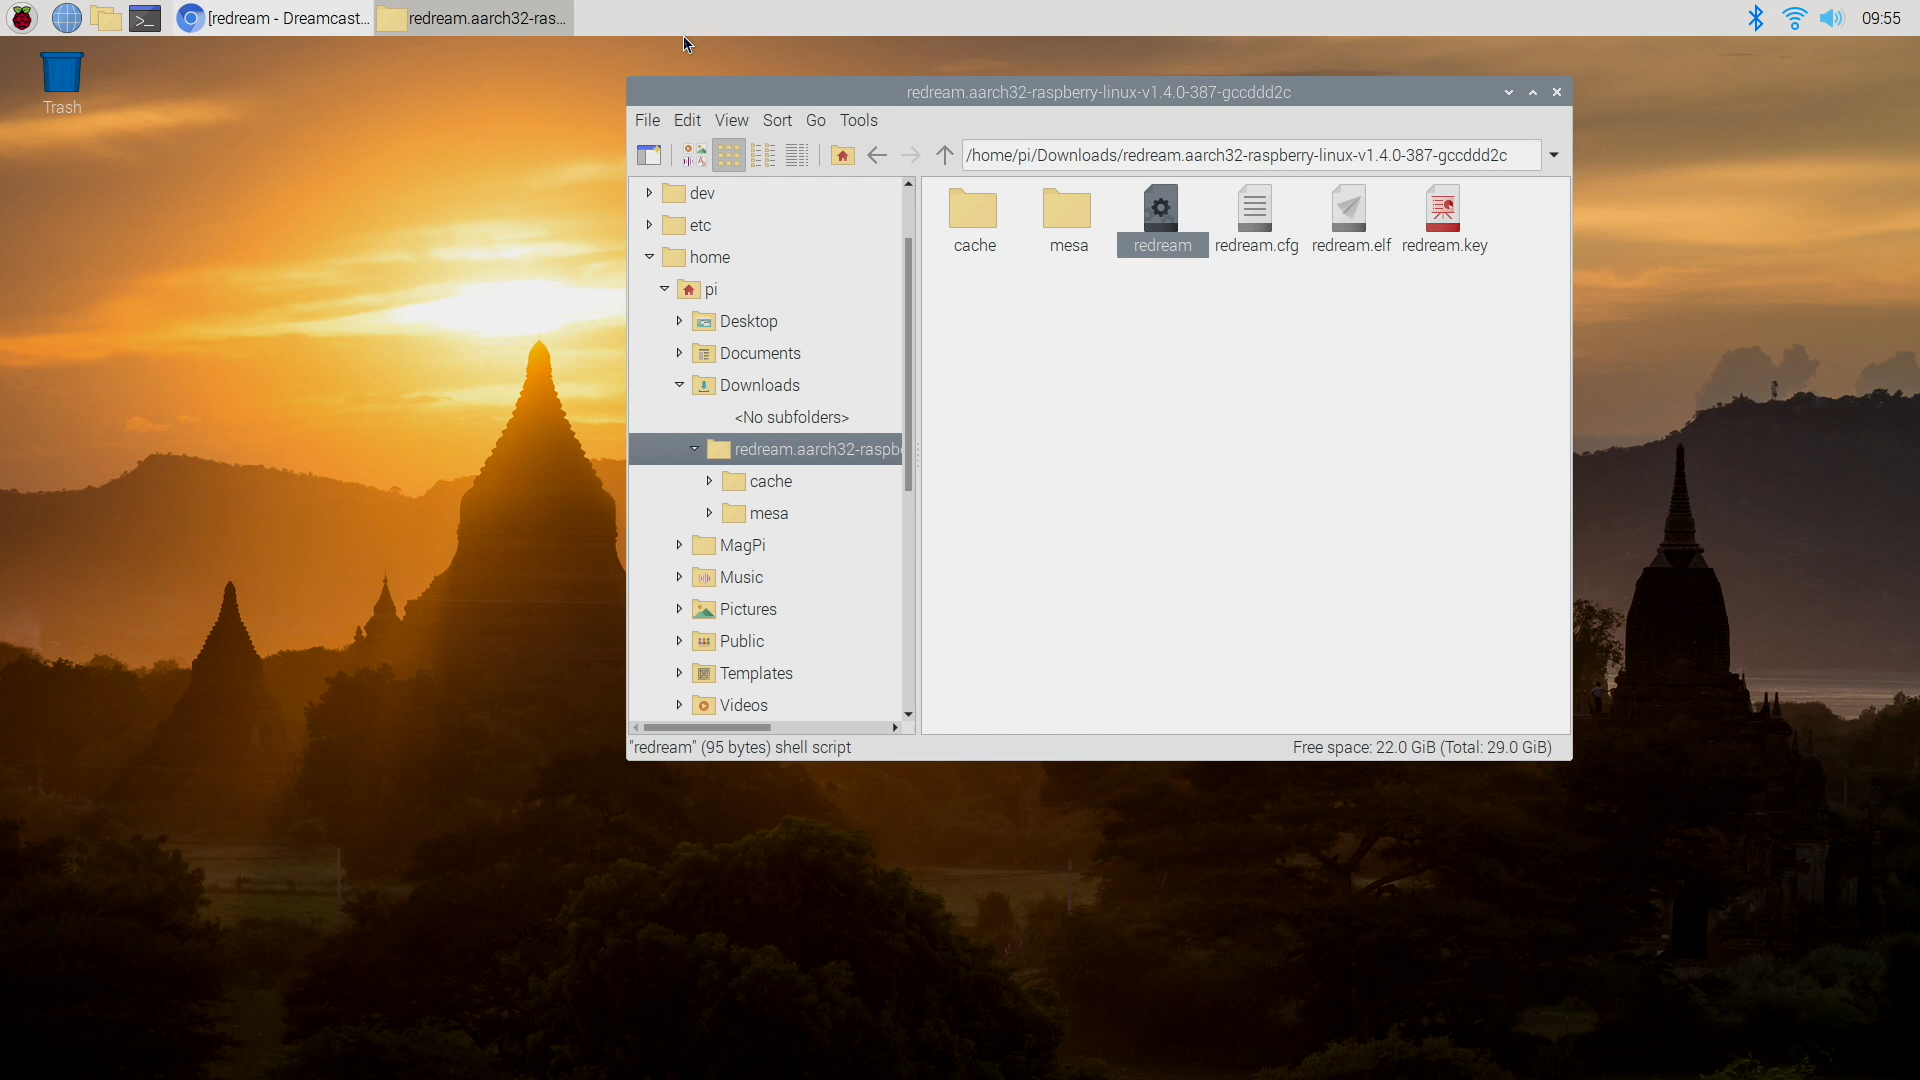 [redream - Dreamcast...
redream.aarch32-ras...
09:55
Trash
redream.aarch32-raspberry-linux-v1.4.0-387-gccddd2c
File Edit View Sort Go Tools
/home/pi/Downloads/redream.aarch32-raspberry-linux-v1.4.0-387-gccddd2c
dev
etc
home
pi
Desktop
Documents
Downloads
<No subfolders>
redream.aarch32-raspb
cache
mesa
MagPi
Music
Pictures
Public
Templates
Videos
cache
mesa
redream
redream.cfg
redream.elf
redream.key
"redream" (95 bytes) shell script
Free space: 22.0 GiB (Total: 29.0 GiB)